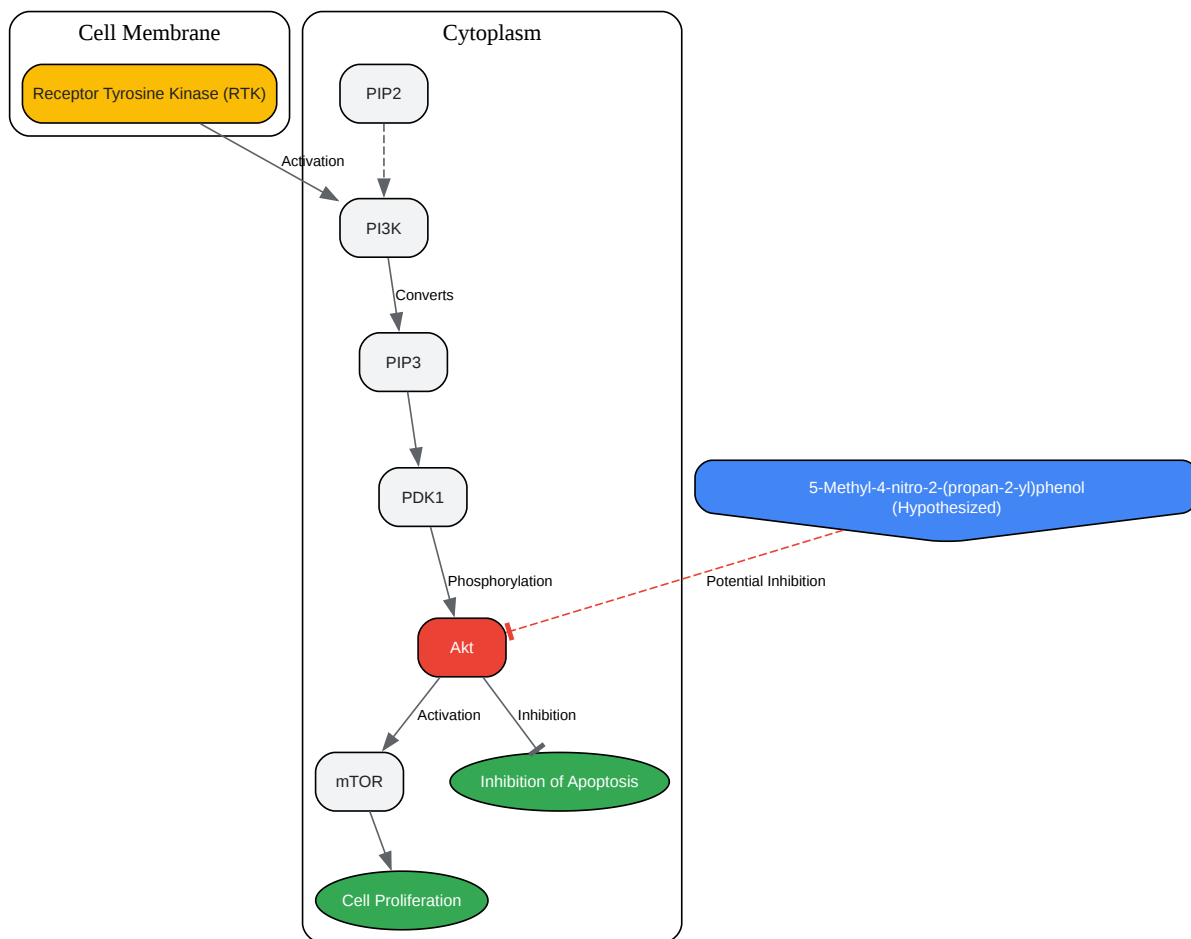 Cell Membrane
Cytoplasm
Receptor Tyrosine Kinase (RTK)
PIP2
Activation
PI3K
Converts
PIP3
PDK1
5-Methyl-4-nitro-2-(propan-2-yl)phenol
(Hypothesized)
Phosphorylation
Potential Inhibition
Akt
Activation
Inhibition
mTOR
Inhibition of Apoptosis
Cell Proliferation